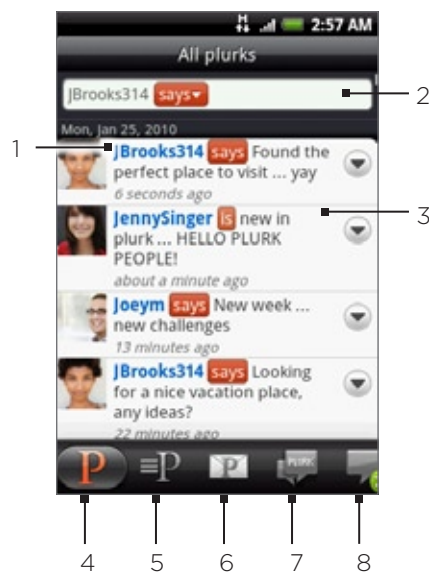 2:57 AM
All plurks
JBrooks314 says
2
Mon, Jan 25, 2010
1
JBrooks314 says Found the
perfect place to visit ... yay
6 seconds ago
3
JennySinger is new in
plurk ... HELLO PLURK
PEOPLE!
about a minute ago
Joeym says New week ...
new challenges
13 minutes ago
JBrooks314 says Looking
for a nice vacation place,
any ideas?
22 minutes ago
P P P PLURK
4 5 6 7 8